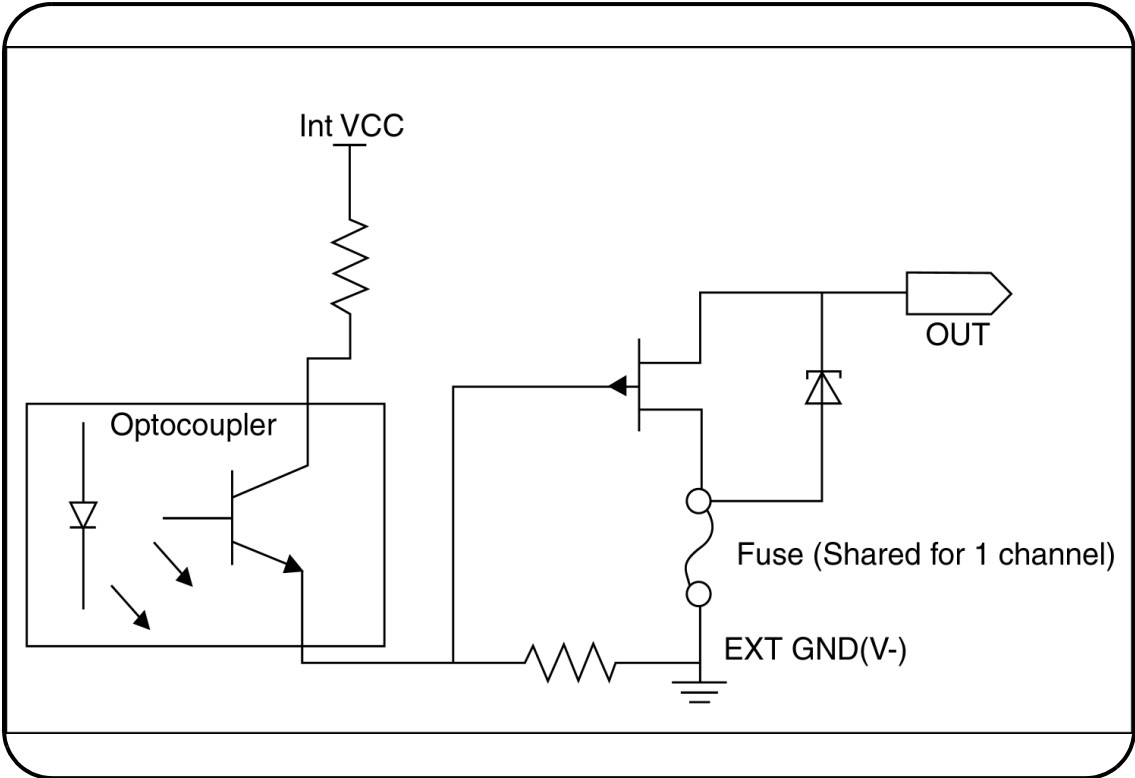 Int VCC
OUT
Optocoupler
Fuse (Shared for 1 channel)
EXT GND(V-)